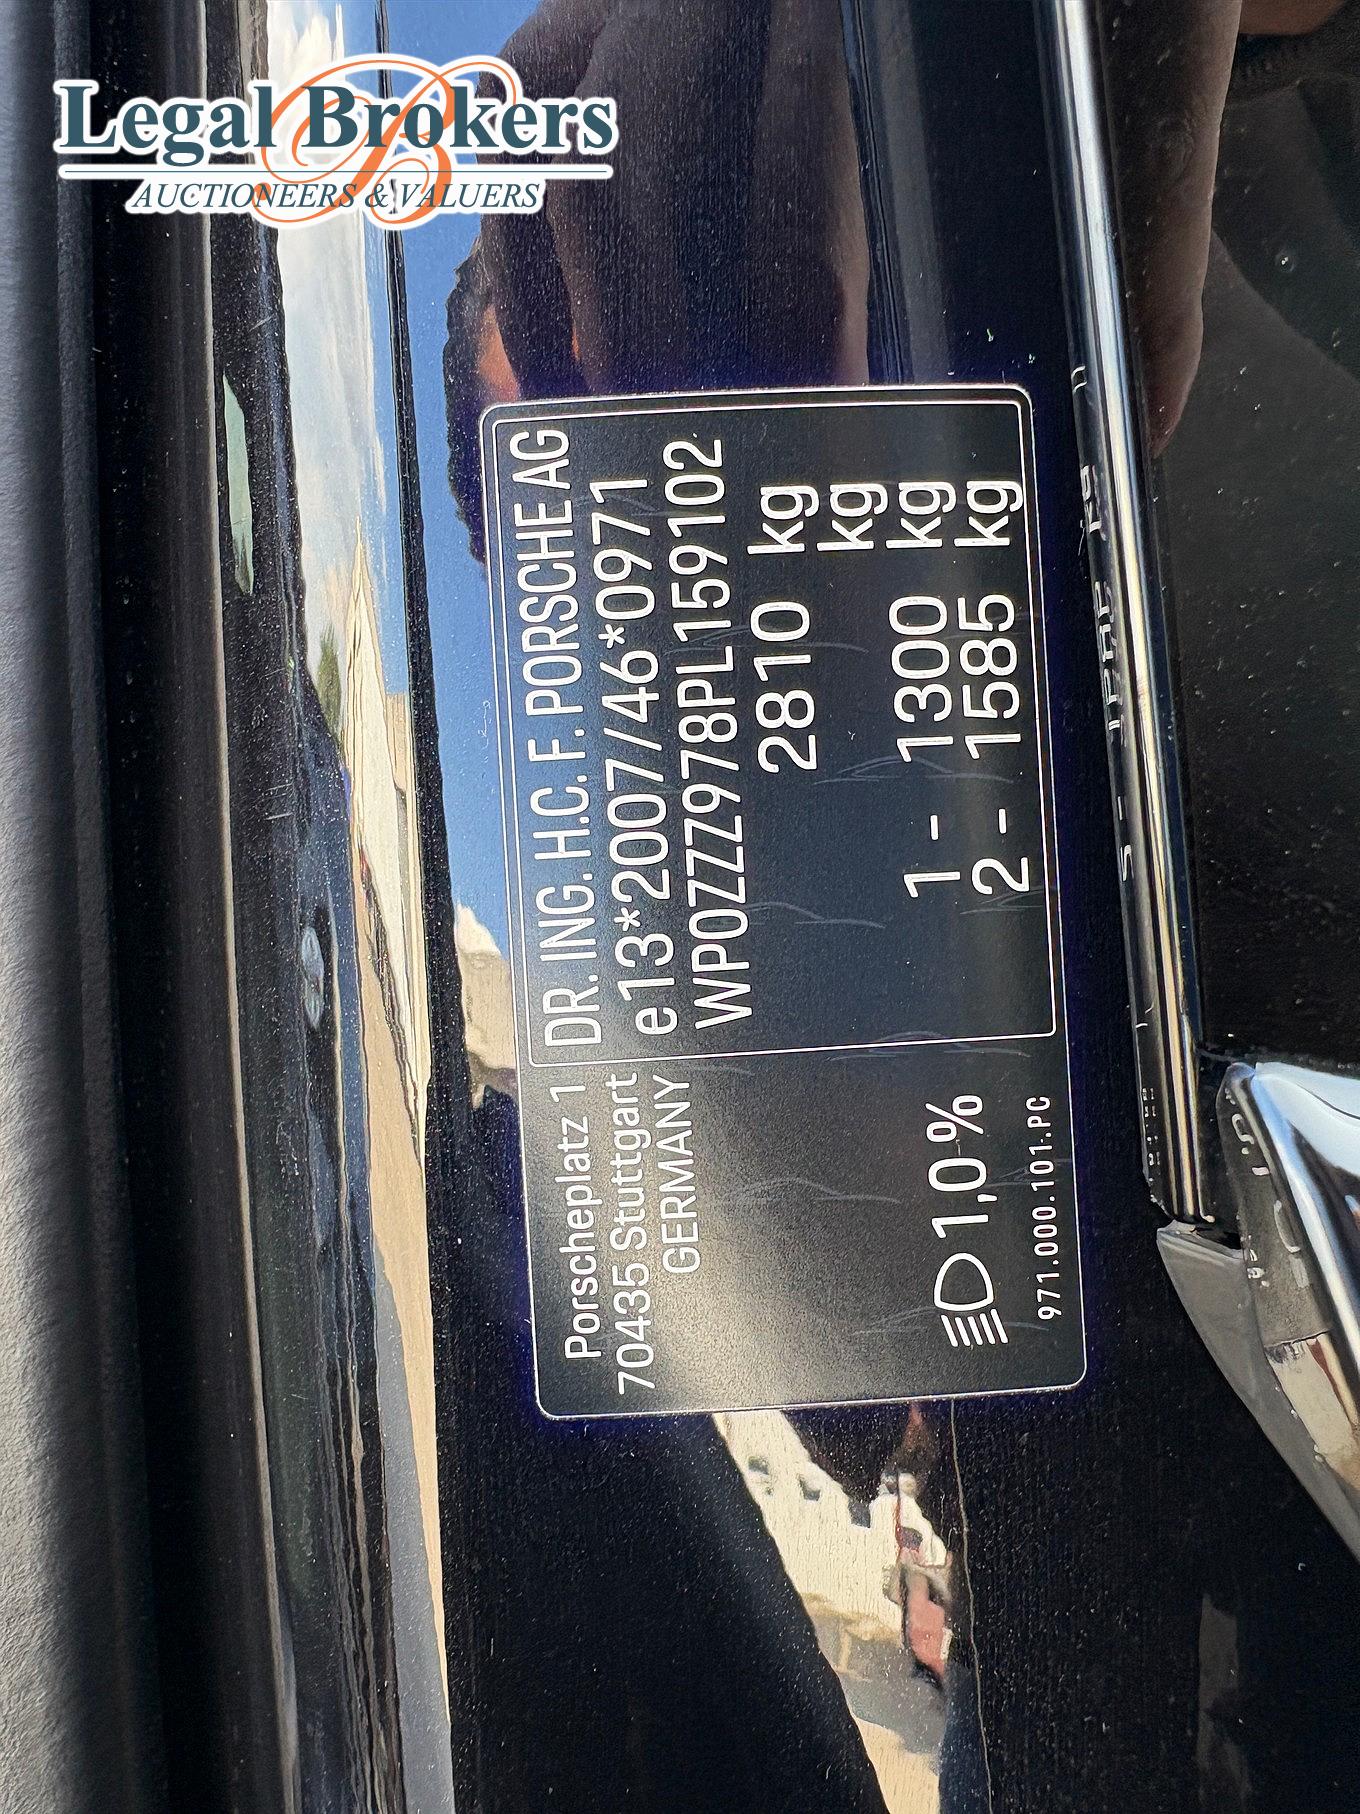 Legal Brokers
AUCTIONEERS & VALUERS
Porscheplatz 1
70435 Stuttgart
GERMANY
DR. ING. H.C. F. PORSCHE AG
e13*2007/46*0971
WP0ZZZ978PL159102
2810 kg
kg
1 - 1300 kg
2 - 1585 kg
1,0%
971.000.101.PC